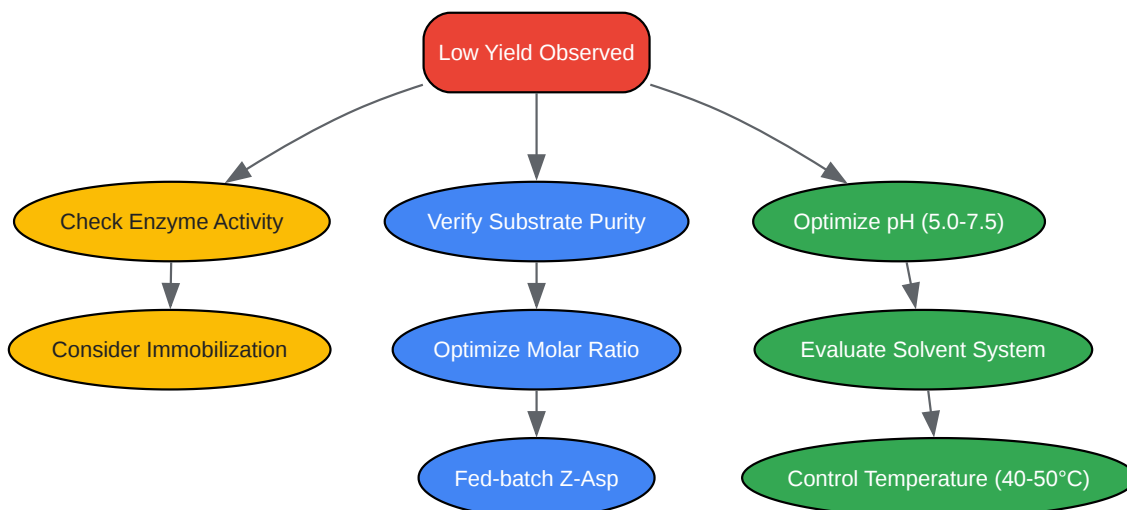 Low Yield Observed
Check Enzyme Activity
Verify Substrate Purity
Optimize pH (5.0-7.5)
Consider Immobilization
Optimize Molar Ratio
Evaluate Solvent System
Fed-batch Z-Asp
Control Temperature (40-50°C)